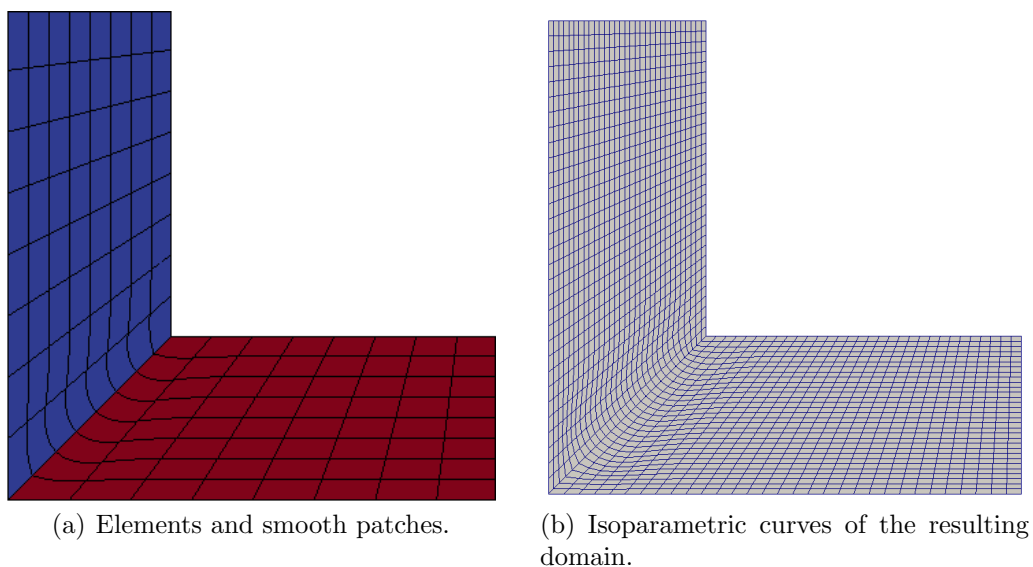 (a) Elements and smooth patches.
(b) Isoparametric curves of the resulting
domain.